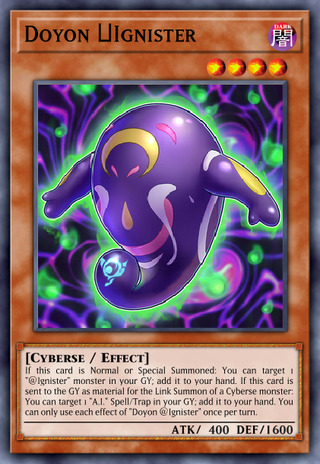 Doyon ⊔Ignister
DARK
闇
[Cyberse / Effect]
If this card is Normal or Special Summoned: You can target 1
"@Ignister" monster in your GY; add it to your hand. If this card is
sent to the GY as material for the Link Summon of a Cyberse monster:
You can target 1 "A.I." Spell/Trap in your GY; add it to your hand. You
can only use each effect of "Doyon @Ignister" once per turn.
ATK/ 400 DEF/1600